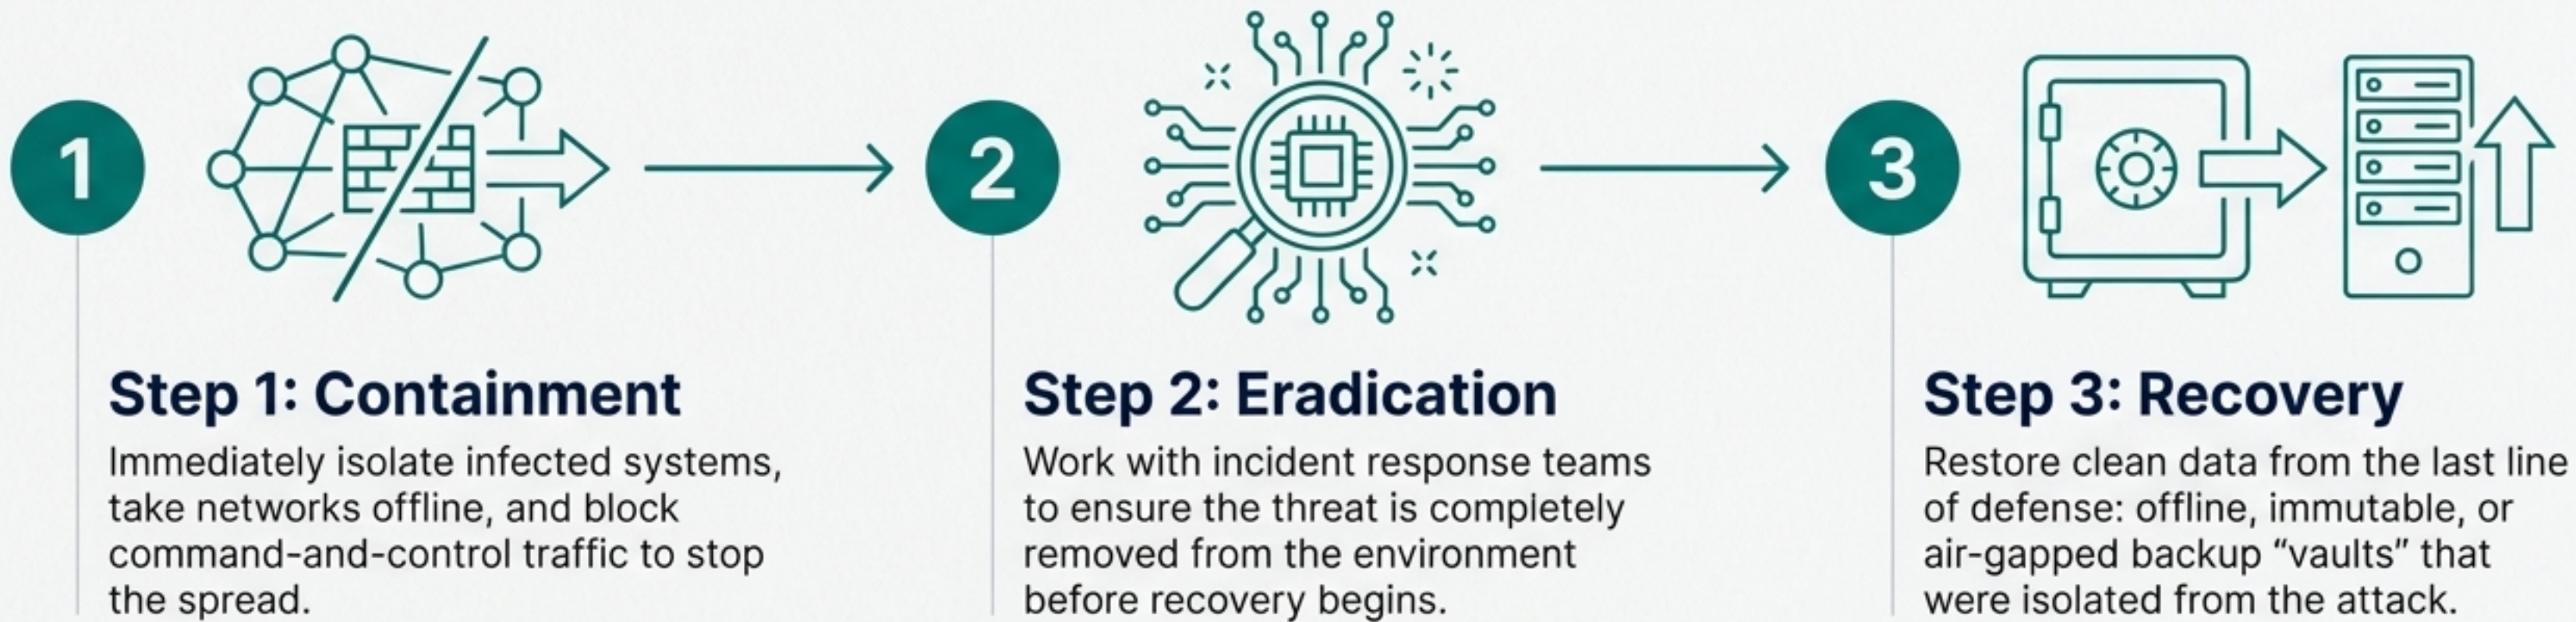 1
Step 1: Containment
Immediately isolate infected systems,
take networks offline, and block
command-and-control traffic to stop
the spread.
2
Step 2: Eradication
Work with incident response teams
to ensure the threat is completely
removed from the environment
before recovery begins.
3
Step 3: Recovery
Restore clean data from the last line
of defense: offline, immutable, or
air-gapped backup “vaults” that
were isolated from the attack.